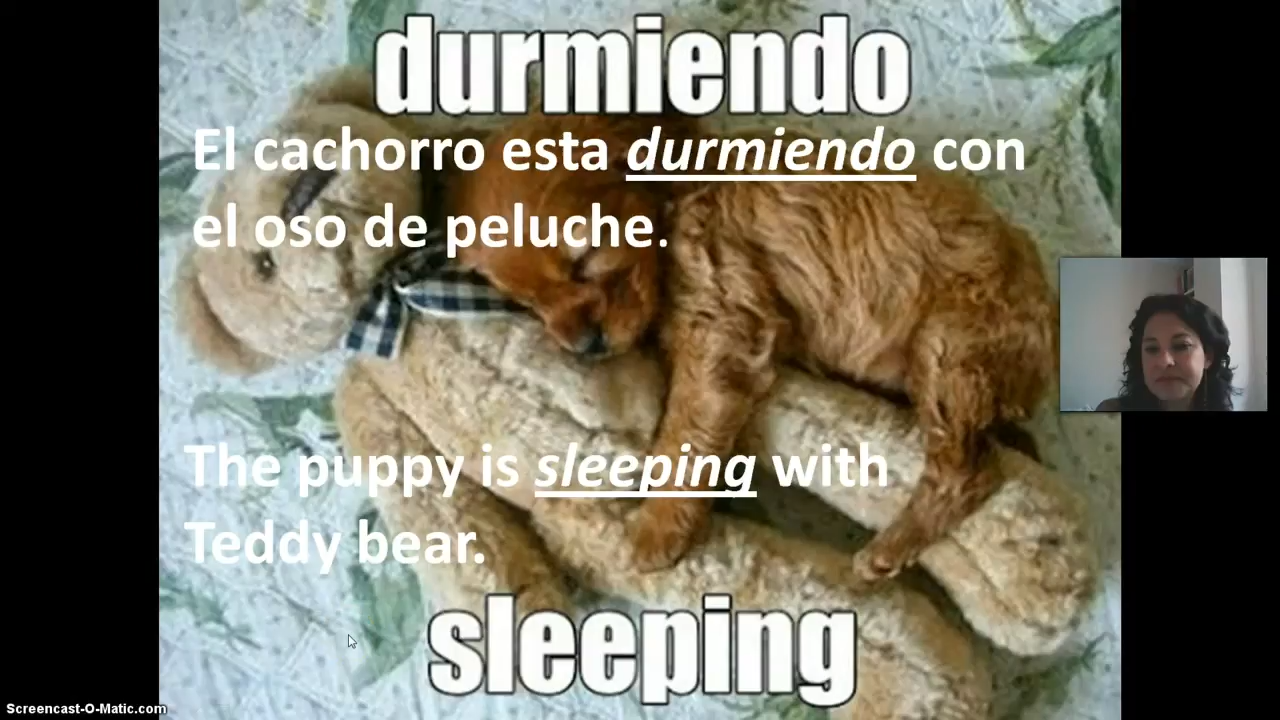 durmiendo
El cachorro esta durmiendo con
el oso de peluche.
The puppy is sleeping with
Teddy bear.
sleeping
Screencast-O-Matic.com